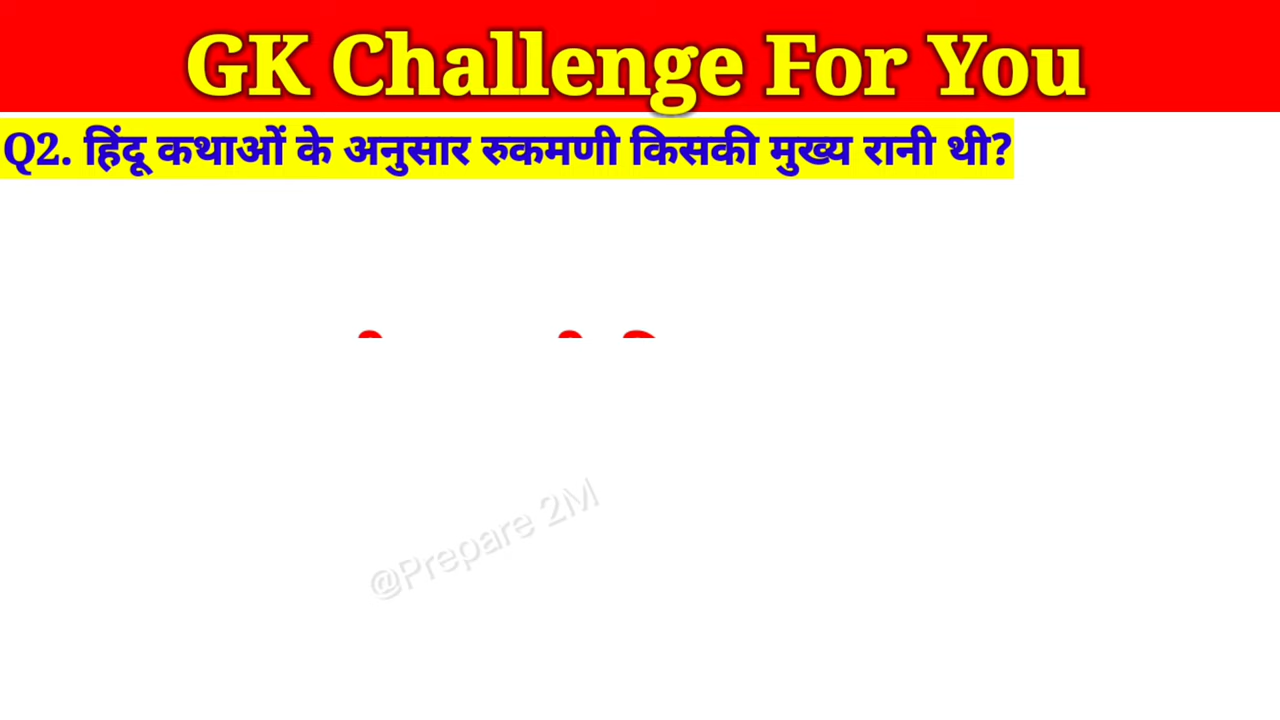 GK Challenge For You
Q2. हिंदू कथाओं के अनुसार रुकमणी किसकी मुख्य रानी थी?
@Prepare 2M